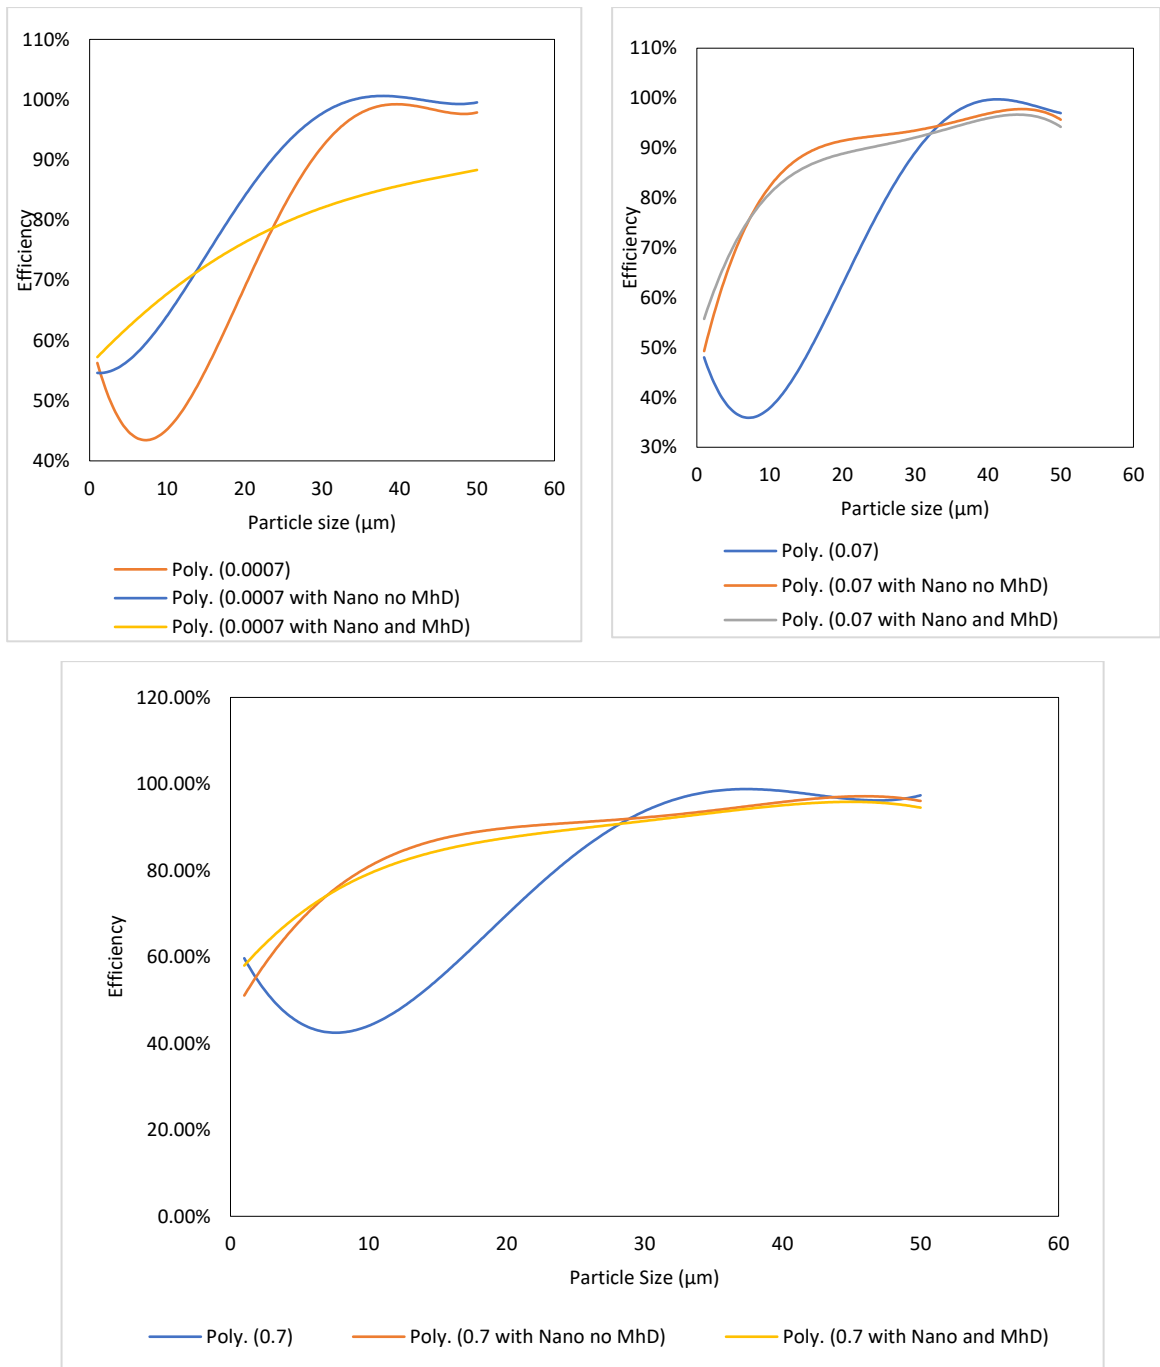 110%
100%
90%
80%
70%
60%
50%
40%
Efficiency
0 10 20 30 40 50 60
Particle size (µm)
Poly. (0.0007)
Poly. (0.0007 with Nano no MhD)
Poly. (0.0007 with Nano and MhD)
110%
100%
90%
80%
70%
60%
50%
40%
30%
Efficiency
0 10 20 30 40 50 60
Particle size (µm)
Poly. (0.07)
Poly. (0.07 with Nano no MhD)
Poly. (0.07 with Nano and MhD)
120.00%
100.00%
80.00%
60.00%
40.00%
20.00%
0.00%
Efficiency
0 10 20 30 40 50 60
Particle Size (µm)
Poly. (0.7) Poly. (0.7 with Nano no MhD) Poly. (0.7 with Nano and MhD)